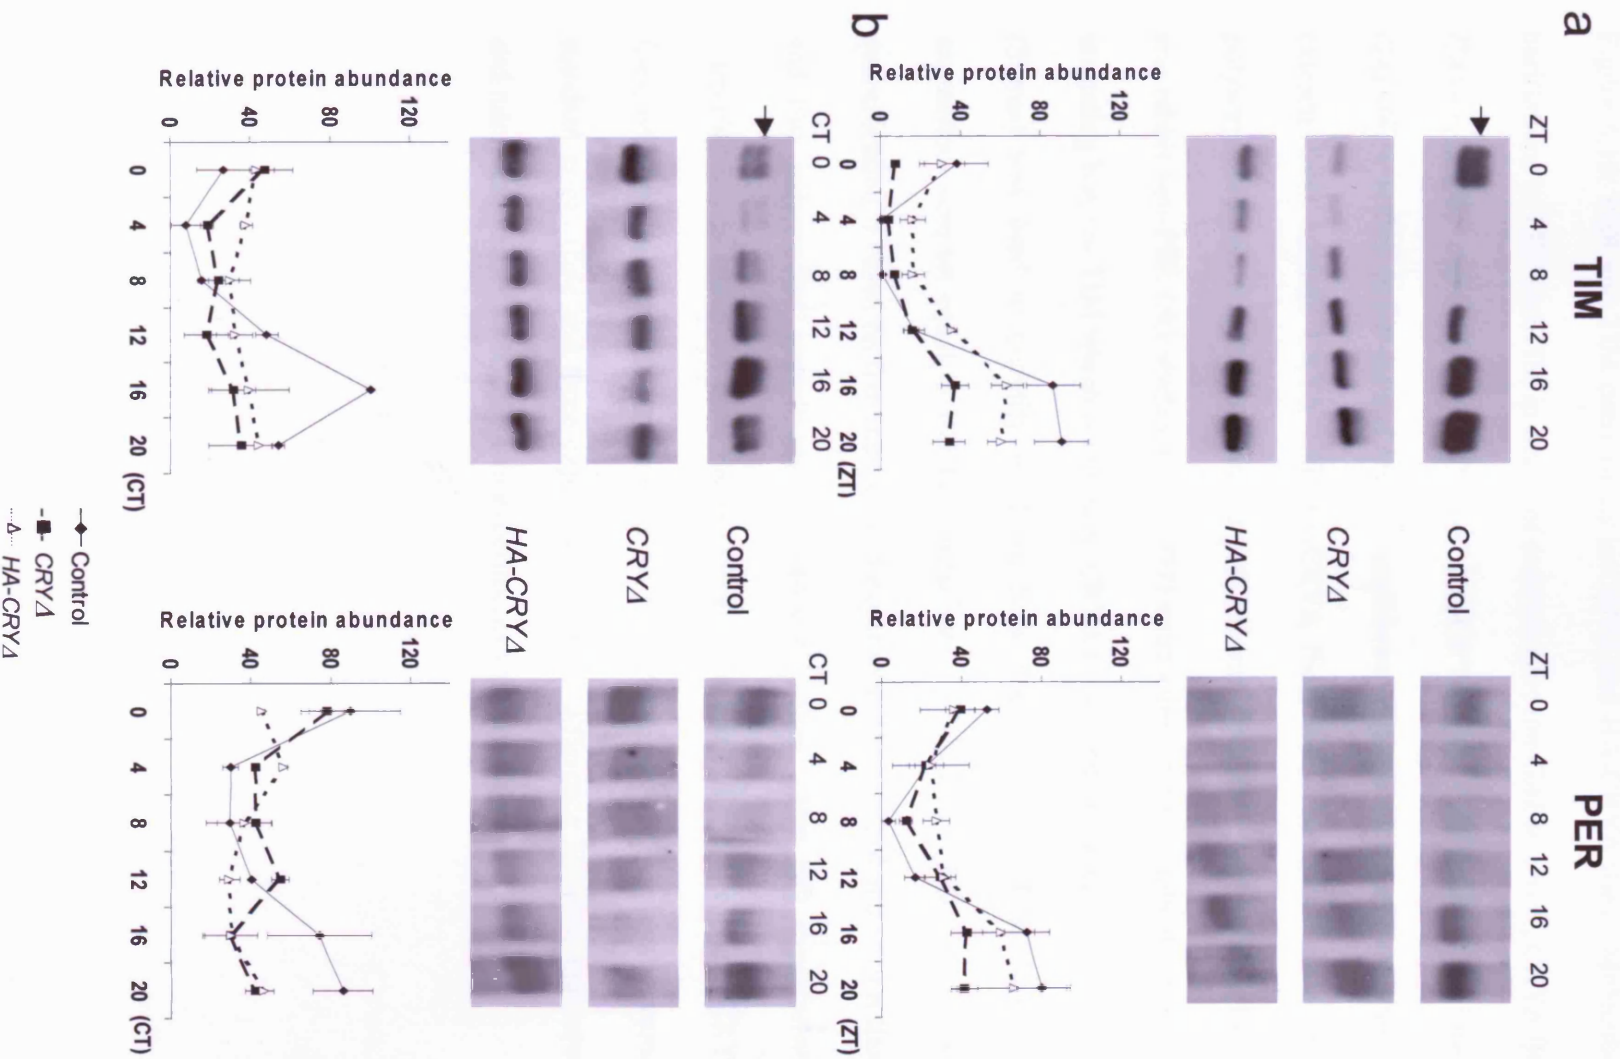 a
TIM PER
ZT 0 4 8 12 16 20
ZT 0 4 8 12 16 20
Control
CRYΔ
HA-CRYΔ
Relative protein abundance
120
80
40
0
0 4 8 12 16 20 (ZT)
Relative protein abundance
120
80
40
0
0 4 8 12 16 20 (ZT)
b
CT 0 4 8 12 16 20
CT 0 4 8 12 16 20
Control
CRYΔ
HA-CRYΔ
Relative protein abundance
120
80
40
0
0 4 8 12 16 20 (CT)
Relative protein abundance
120
80
40
0
0 4 8 12 16 20 (CT)
Control
CRYΔ
HA-CRYΔ